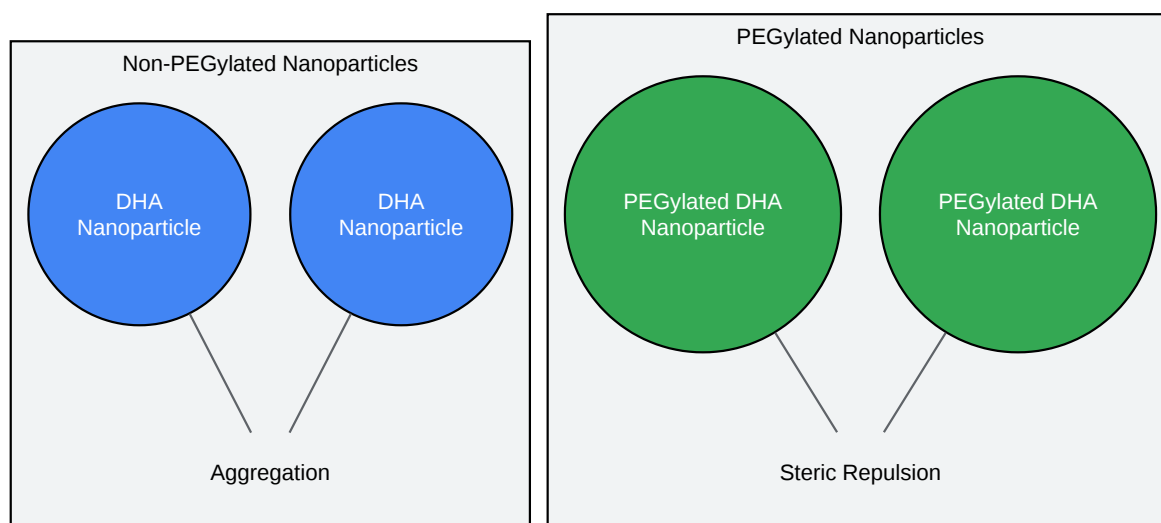 Non-PEGylated Nanoparticles
DHA
Nanoparticle
DHA
Nanoparticle
Aggregation
PEGylated Nanoparticles
PEGylated DHA
Nanoparticle
PEGylated DHA
Nanoparticle
Steric Repulsion